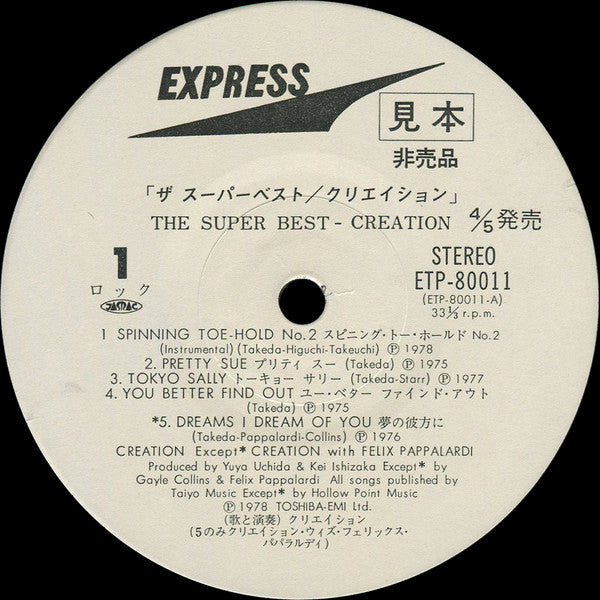 EXPRESS
見本
非売品
「ザ スーパーベスト/クリエイション」
THE SUPER BEST - CREATION 4/5発売
1
ロック
JASRAC
STEREO
ETP-80011
(ETP-80011-A)
33⅓ r.p.m.
1 SPINNING TOE-HOLD No.2 スピニング・トー・ホールド No.2
(Instrumental) (Takeda-Higuchi-Takeuchi) Ⓟ 1978
2. PRETTY SUE プリティ スー (Takeda) Ⓟ 1975
3. TOKYO SALLY トーキョー サリー (Takeda-Starr) Ⓟ 1977
4. YOU BETTER FIND OUT ユー・ベター ファインド・アウト
(Takeda) Ⓟ 1975
*5. DREAMS I DREAM OF YOU 夢の彼方に
(Takeda-Pappalardi-Collins) Ⓟ 1976
CREATION Except* CREATION with FELIX PAPPALARDI
Produced by Yuya Uchida & Kei Ishizaka Except* by
Gayle Collins & Felix Pappalardi All songs published by
Taiyo Music Except* by Hollow Point Music
Ⓟ 1978 TOSHIBA-EMI Ltd.
(歌と演奏) クリエイション
(5のみクリエイション・ウィズ・フェリックス・
パパラルディ)